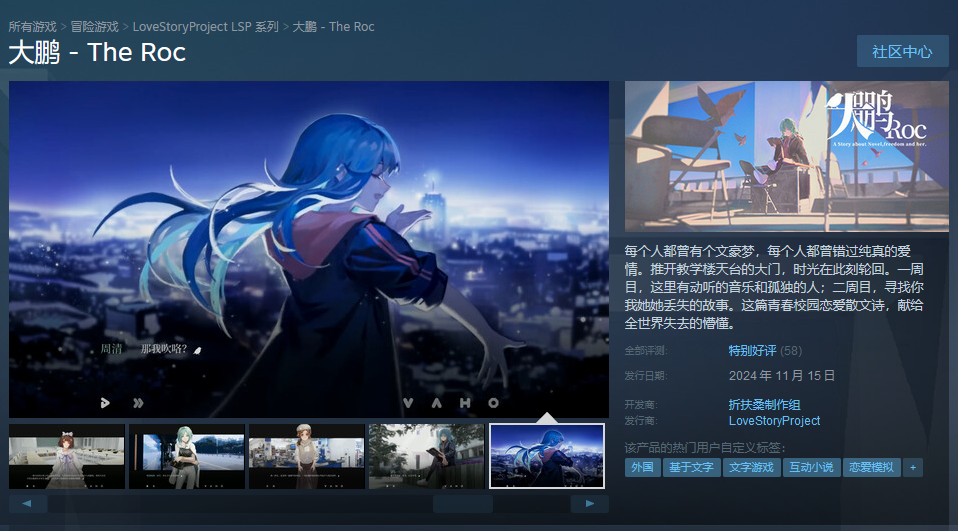 所有游戏 > 冒险游戏 > LoveStoryProject LSP 系列 > 大鹏 - The Roc
大鹏 - The Roc
社区中心
大鹏
Roc
A Story about Novel, freedom and her.
每个人都曾有个文豪梦，每个人都曾错过纯真的爱
情。推开教学楼天台的大门，时光在此刻轮回。一周
目，这里有动听的音乐和孤独的人；二周目，寻找你
我她她丢失的故事。这篇青春校园恋爱散文诗，献给
全世界失去的懵懂。
周清 那我吹咯？
V A H O
全部评测： 特别好评 (58)
发行日期： 2024 年 11 月 15 日
开发商： 折扶桑制作组
发行商： LoveStoryProject
该产品的热门用户自定义标签：
外国 基于文字 文字游戏 互动小说 恋爱模拟 +